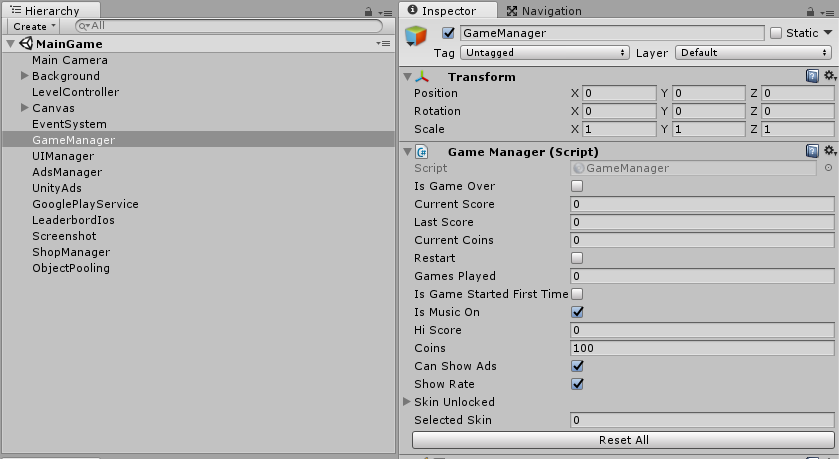 Hierarchy
Create All
MainGame
Main Camera
Background
LevelController
Canvas
EventSystem
GameManager
UIManager
AdsManager
UnityAds
GooglePlayService
LeaderbordIos
Screenshot
ShopManager
ObjectPooling
Inspector Navigation
GameManager Static
Tag Untagged Layer Default
Transform
Position X 0 Y 0 Z 0
Rotation X 0 Y 0 Z 0
Scale X 1 Y 1 Z 1
Game Manager (Script)
Script GameManager
Is Game Over
Current Score 0
Last Score 0
Current Coins 0
Restart
Games Played 0
Is Game Started First Time
Is Music On
Hi Score 0
Coins 100
Can Show Ads
Show Rate
Skin Unlocked
Selected Skin 0
Reset All